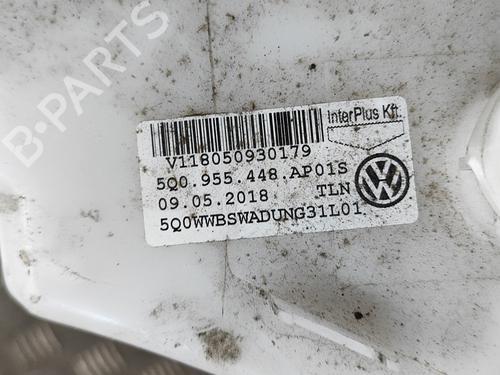 B-PARTS
InterPlus Kft.
V118050930179
5Q0.955.448.AP01S
09.05.2018 TLN
5Q0WWBSWADUNG31L01